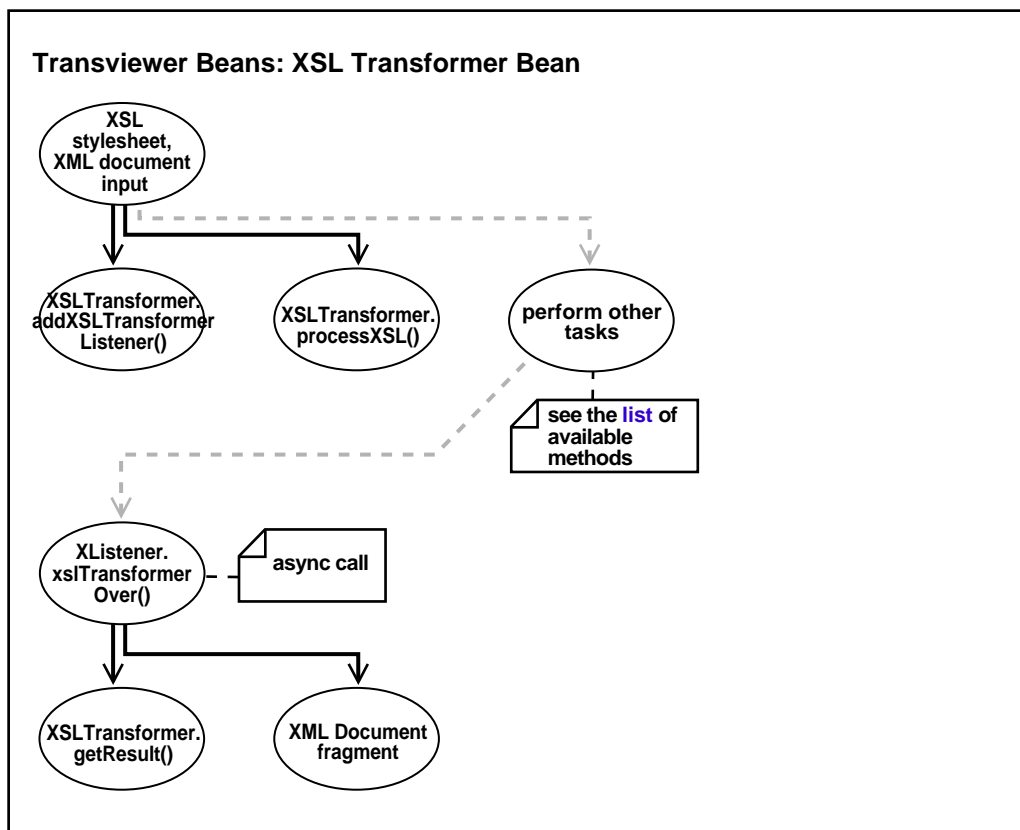 Transviewer Beans: XSL Transformer Bean
XSL
stylesheet,
XML document
input
XSLTransformer.
addXSLTransformer
Listener()
XSLTransformer.
processXSL()
perform other
tasks
see the list of
available
methods
XListener.
xslTransformer
Over()
async call
XSLTransformer.
getResult()
XML Document
fragment